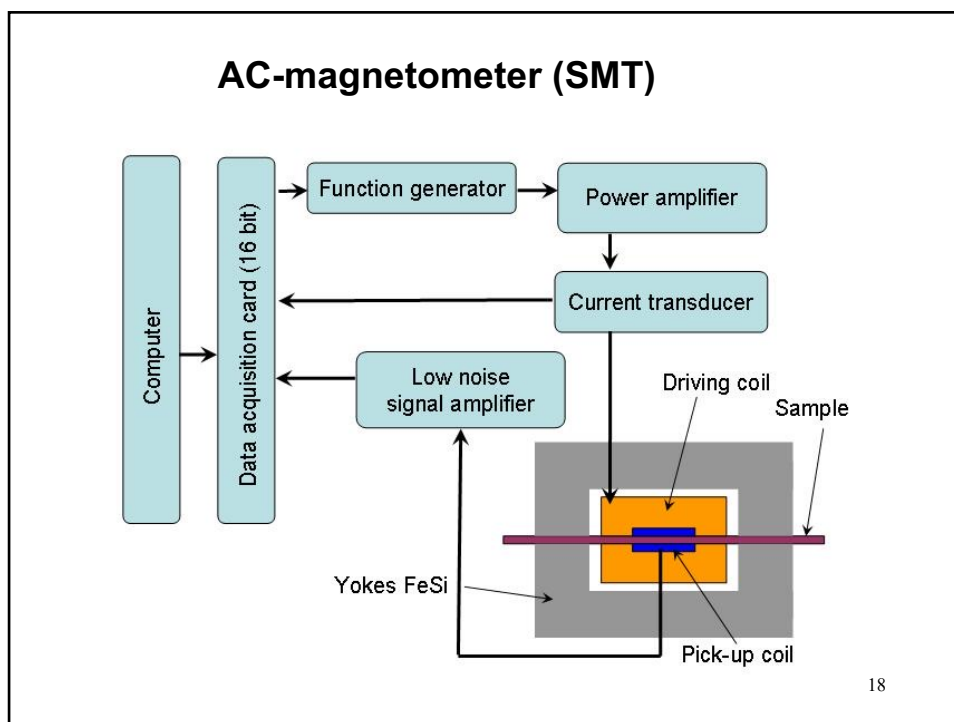 AC-magnetometer (SMT)
Computer
Data acquisition card (16 bit)
Function generator
Power amplifier
Current transducer
Low noise
signal amplifier
Driving coil
Sample
Yokes FeSi
Pick-up coil
18